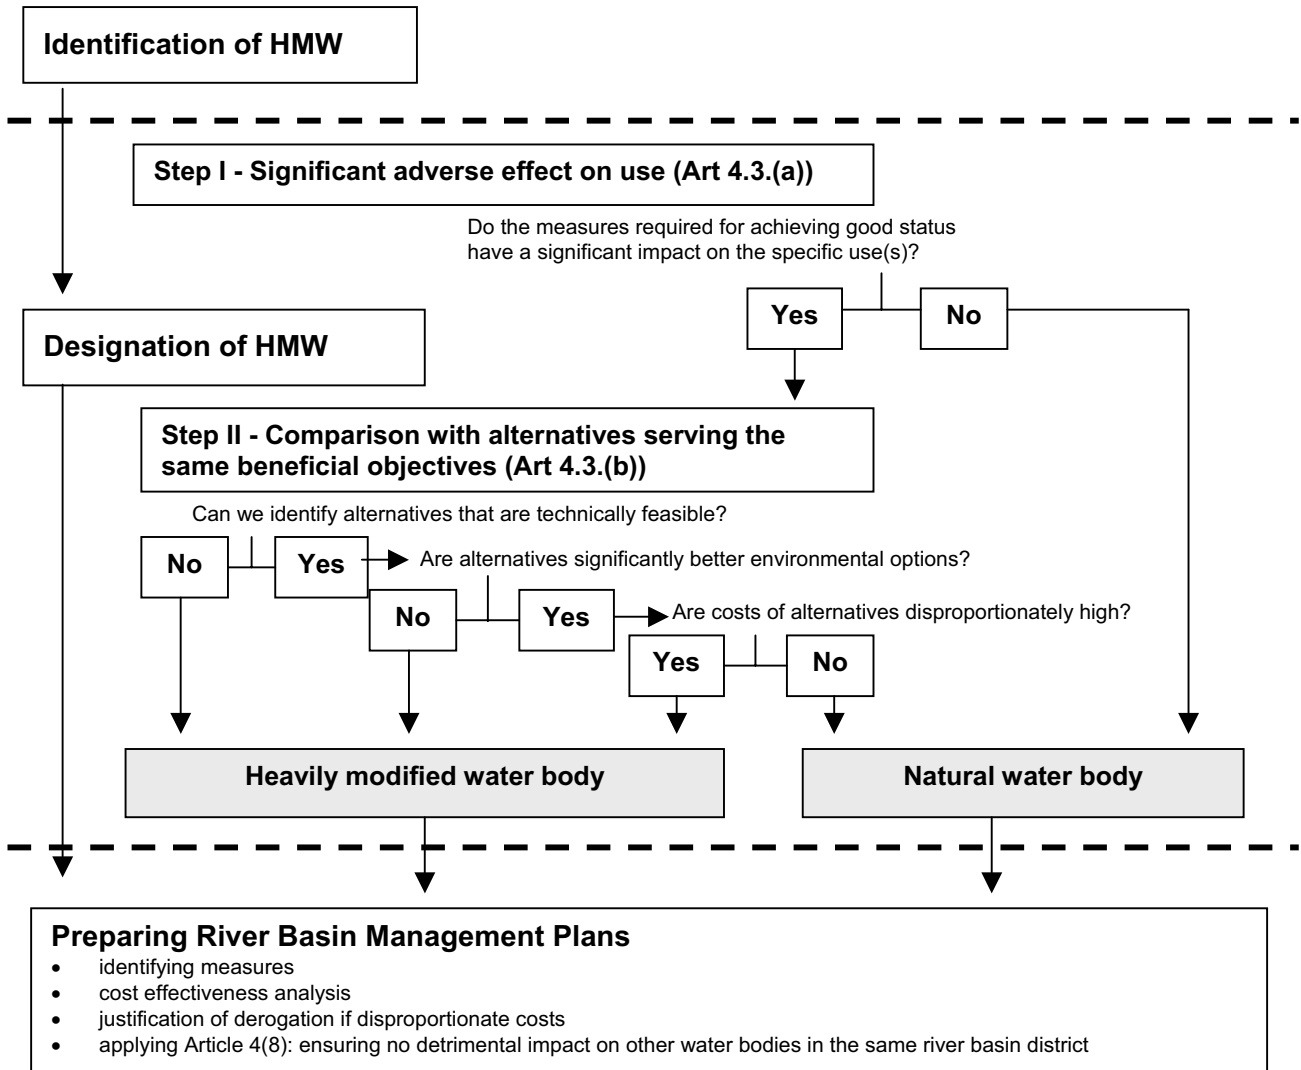 Identification of HMW
Step I - Significant adverse effect on use (Art 4.3.(a))
Do the measures required for achieving good status
have a significant impact on the specific use(s)?
Yes
No
Designation of HMW
Step II - Comparison with alternatives serving the
same beneficial objectives (Art 4.3.(b))
Can we identify alternatives that are technically feasible?
No
Yes
Are alternatives significantly better environmental options?
No
Yes
Are costs of alternatives disproportionately high?
Yes
No
Heavily modified water body
Natural water body
Preparing River Basin Management Plans
• identifying measures
• cost effectiveness analysis
• justification of derogation if disproportionate costs
• applying Article 4(8): ensuring no detrimental impact on other water bodies in the same river basin district